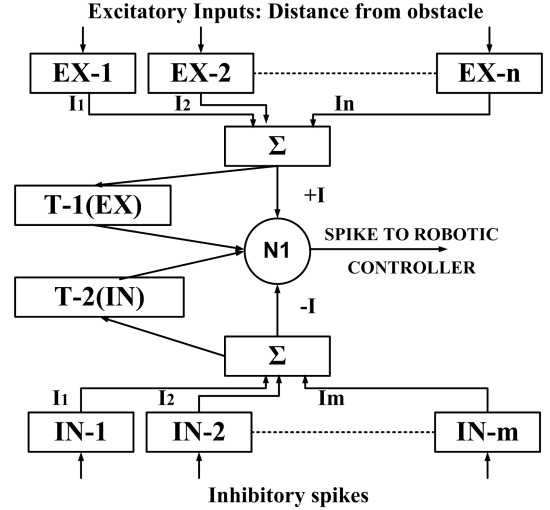 Excitatory Inputs: Distance from obstacle
EX-1 EX-2 EX-n
I1 I2 In
Σ
T-1(EX)
+I
N1
SPIKE TO ROBOTIC
CONTROLLER
T-2(IN)
-I
Σ
I1 I2 Im
IN-1 IN-2 IN-m
Inhibitory spikes